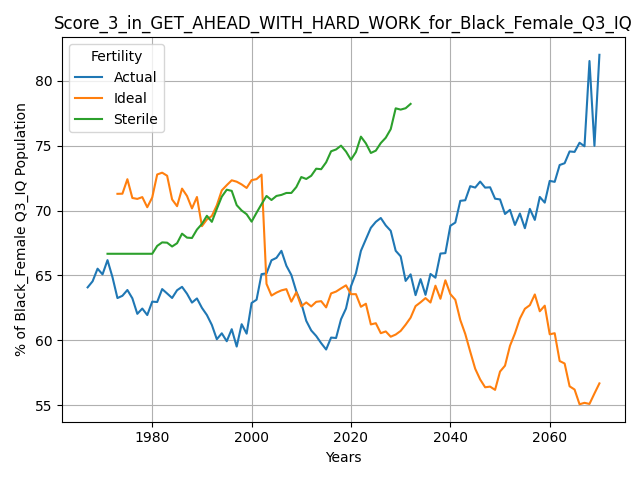 Score_3_in_GET_AHEAD_WITH_HARD_WORK_for_Black_Female_Q3_IQ
Fertility
Actual
Ideal
Sterile
% of Black_Female Q3_IQ Population
80
75
70
65
60
55
1980
2000
2020
2040
2060
Years